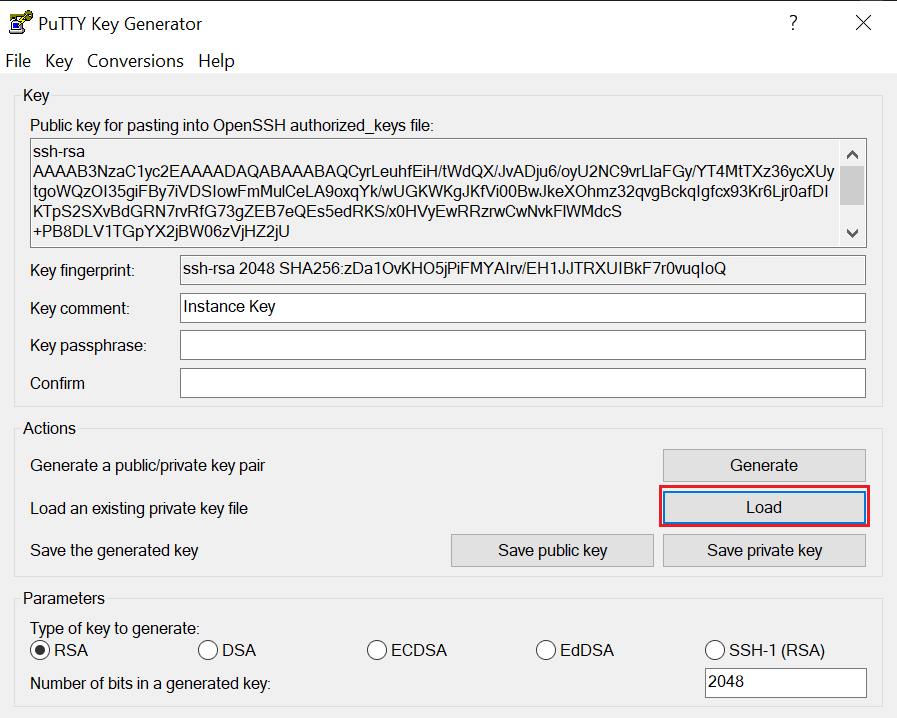 PuTTY Key Generator
?
File Key Conversions Help
Key
Public key for pasting into OpenSSH authorized_keys file:
ssh-rsa
AAAAB3NzaC1yc2EAAAADAQABAAABAQCyrLeuhfEiH/tWdQX/JvADju6/oyU2NC9vrLlaFGy/YT4MtTXz36ycXUy
tgoWQzOI35giFBy7iVDSIowFmMulCeLA9oxqYk/wUGKWKgJKfVi00BwJkeXOhmz32qvgBckqIgfcx93Kr6Ljr0afDI
KTpS2SXvBdGRN7rvRfG73gZEB7eQEs5edRKS/x0HVyEwRRzrwCwNvkFlWMdcS
+PB8DLV1TGpYX2jBW06zVjHZ2jU
Key fingerprint:
ssh-rsa 2048 SHA256:zDa1OvKHO5jPiFMYAIrv/EH1JJTRXUIBkF7r0vuqIoQ
Key comment:
Instance Key
Key passphrase:
Confirm
Actions
Generate a public/private key pair
Generate
Load an existing private key file
Load
Save the generated key
Save public key
Save private key
Parameters
Type of key to generate:
RSA
DSA
ECDSA
EdDSA
SSH-1 (RSA)
Number of bits in a generated key:
2048